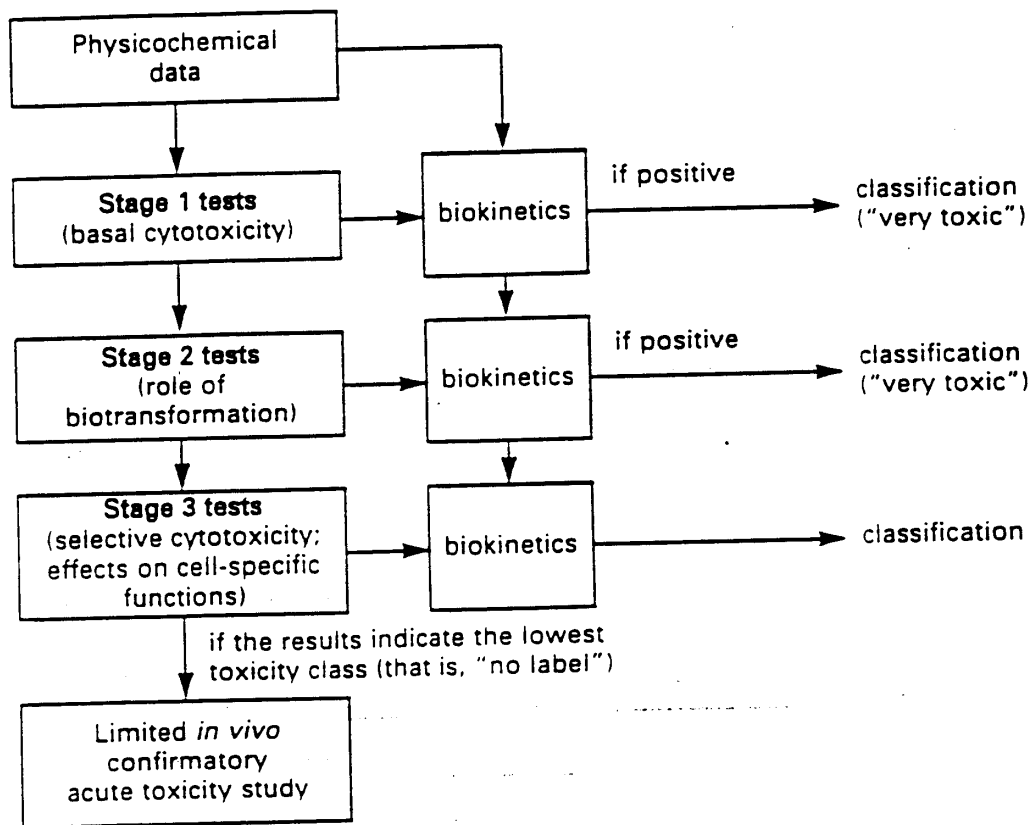 Physicochemical
data
Stage 1 tests
(basal cytotoxicity)
biokinetics
if positive
classification
("very toxic")
Stage 2 tests
(role of
biotransformation)
biokinetics
if positive
classification
("very toxic")
Stage 3 tests
(selective cytotoxicity;
effects on cell-specific
functions)
biokinetics
classification
if the results indicate the lowest
toxicity class (that is, "no label")
Limited in vivo
confirmatory
acute toxicity study